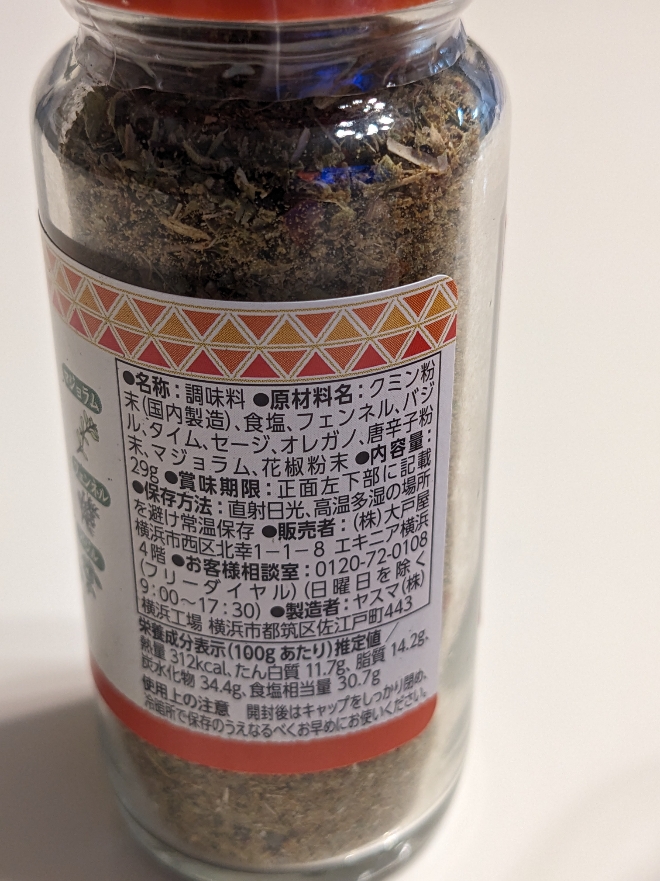 ●名称：調味料 ●原材料名：クミン粉
末(国内製造)、食塩、フェンネル、バジ
ル、タイム、セージ、オレガノ、唐辛子粉
末、マジョラム、花椒粉末 ●内容量：
29g ●賞味期限：正面左下部に記載
●保存方法：直射日光、高温多湿の場所
を避け常温保存 ●販売者：(株)大戸屋
横浜市西区北幸1－1－8 エキニア横浜
4階 ●お客様相談室：0120-72-0108
(フリーダイヤル)(日曜日を除く
9：00～17：30) ●製造者：ヤスマ(株)
横浜工場 横浜市都筑区佐江戸町443
栄養成分表示(100gあたり)推定値／
熱量 312kcal、たん白質 11.7g、脂質 14.2g、
炭水化物 34.4g、食塩相当量 30.7g
使用上の注意 開封後はキャップをしっかり閉め、
冷暗所で保存のうえなるべくお早めにお使いください。
ジョラム
ェンネル